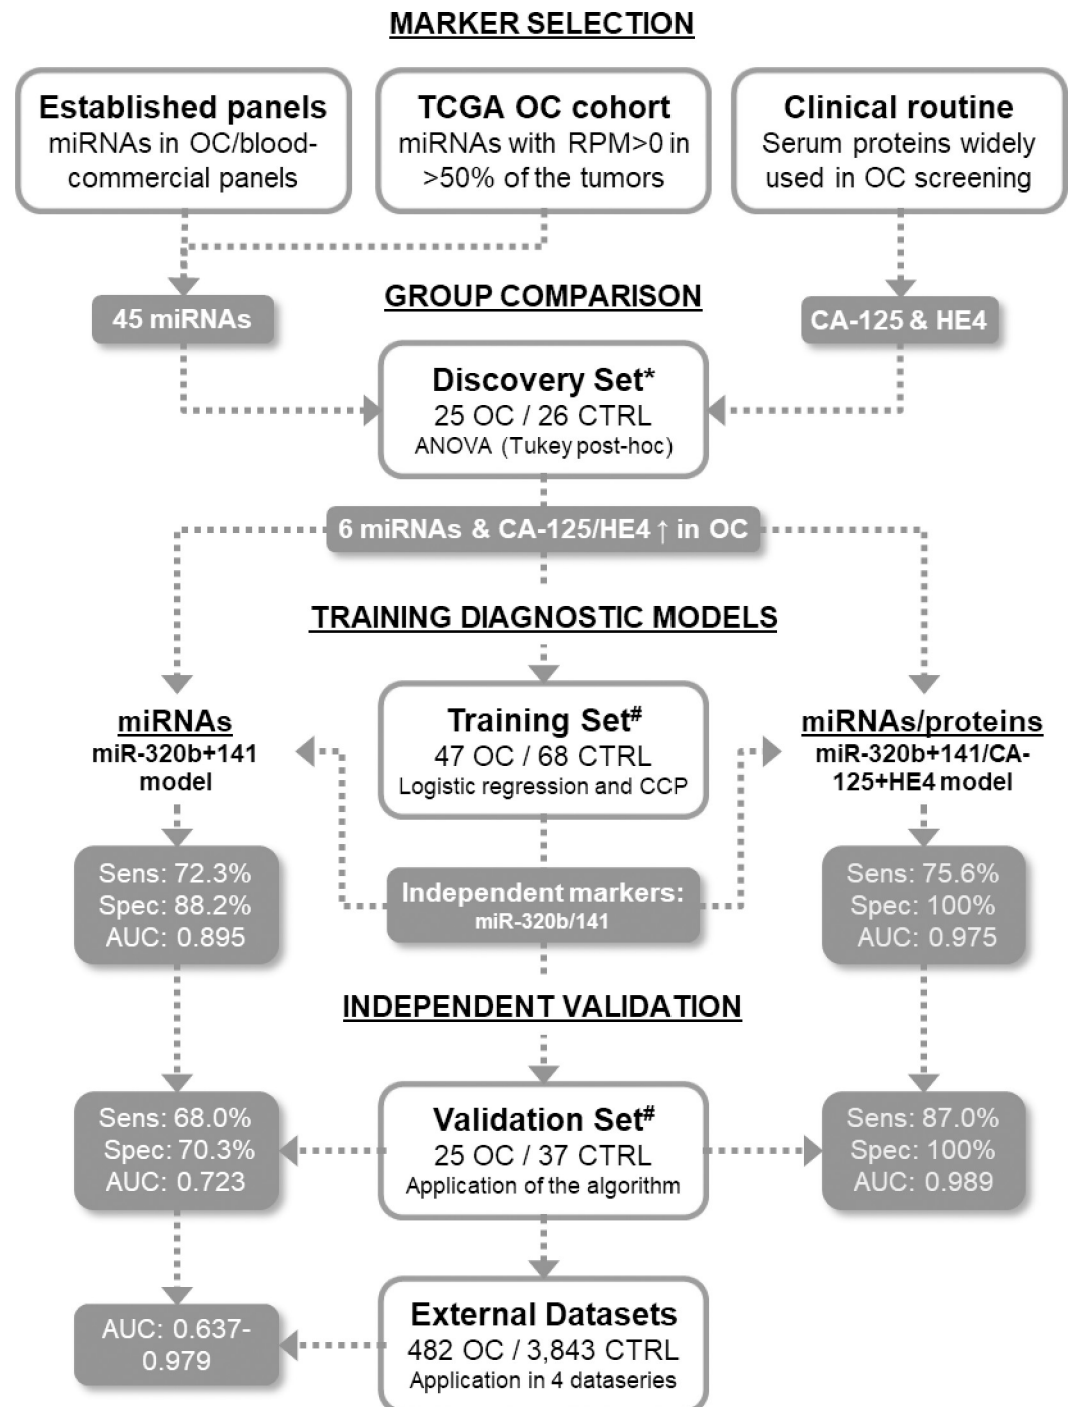 MARKER SELECTION
Established panels
miRNAs in OC/blood-
commercial panels
TCGA OC cohort
miRNAs with RPM>0 in
>50% of the tumors
Clinical routine
Serum proteins widely
used in OC screening
45 miRNAs
GROUP COMPARISON
CA-125 & HE4
Discovery Set*
25 OC / 26 CTRL
ANOVA (Tukey post-hoc)
6 miRNAs & CA-125/HE4 ↑ in OC
TRAINING DIAGNOSTIC MODELS
miRNAs
miR-320b+141
model
Training Set#
47 OC / 68 CTRL
Logistic regression and CCP
miRNAs/proteins
miR-320b+141/CA-
125+HE4 model
Sens: 72.3%
Spec: 88.2%
AUC: 0.895
Independent markers:
miR-320b/141
Sens: 75.6%
Spec: 100%
AUC: 0.975
INDEPENDENT VALIDATION
Sens: 68.0%
Spec: 70.3%
AUC: 0.723
Validation Set#
25 OC / 37 CTRL
Application of the algorithm
Sens: 87.0%
Spec: 100%
AUC: 0.989
AUC: 0.637-
0.979
External Datasets
482 OC / 3,843 CTRL
Application in 4 dataseries